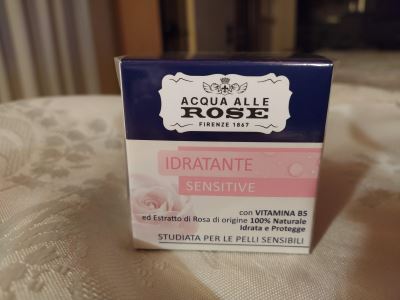 ACQUA ALLE
ROSE
FIRENZE 1867
IDRATANTE
SENSITIVE
con VITAMINA B5
ed Estratto di Rosa di origine 100% Naturale
Idrata e Protegge
STUDIATA PER LE PELLI SENSIBILI